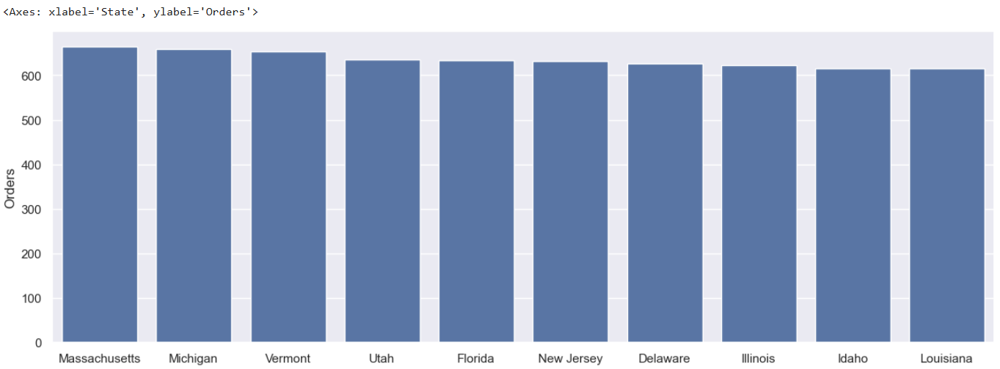 <Axes: xlabel='State', ylabel='Orders'>
600
500
400
300
200
100
0
Orders
Massachusetts Michigan Vermont Utah Florida New Jersey Delaware Illinois Idaho Louisiana